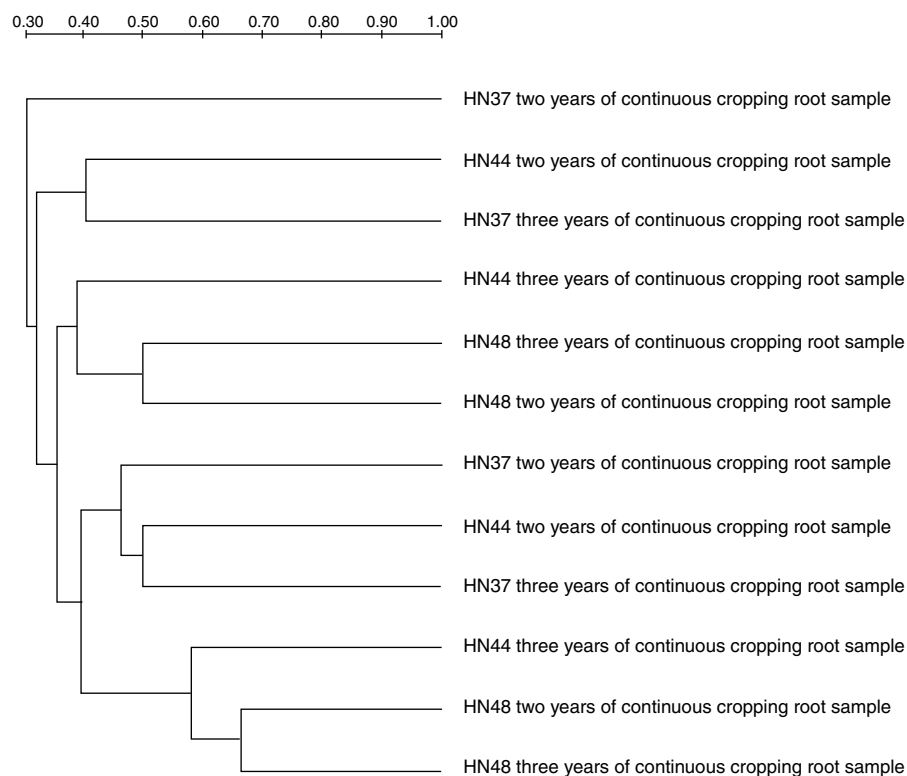 0.30 0.40 0.50 0.60 0.70 0.80 0.90 1.00
HN37 two years of continuous cropping root sample
HN44 two years of continuous cropping root sample
HN37 three years of continuous cropping root sample
HN44 three years of continuous cropping root sample
HN48 three years of continuous cropping root sample
HN48 two years of continuous cropping root sample
HN37 two years of continuous cropping root sample
HN44 two years of continuous cropping root sample
HN37 three years of continuous cropping root sample
HN44 three years of continuous cropping root sample
HN48 two years of continuous cropping root sample
HN48 three years of continuous cropping root sample